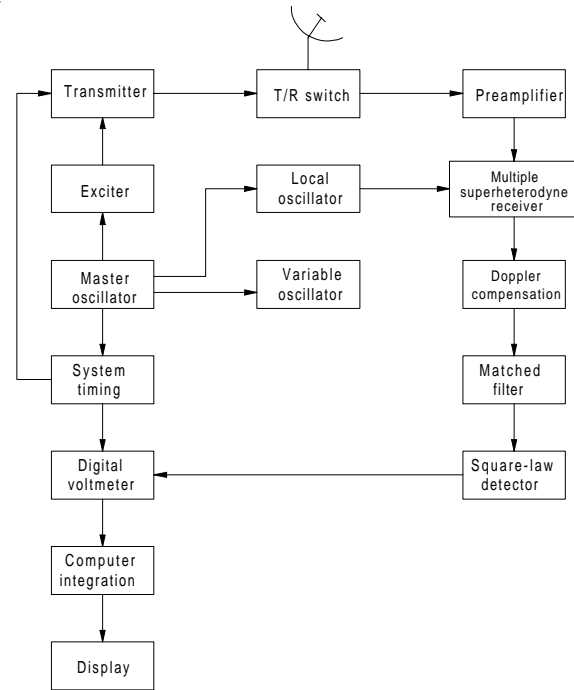 Transmitter
T/R switch
Preamplifier
Exciter
Local
oscillator
Multiple
superheterodyne
receiver
Master
oscillator
Variable
oscillator
Doppler
compensation
System
timing
Matched
filter
Digital
voltmeter
Square-law
detector
Computer
integration
Display